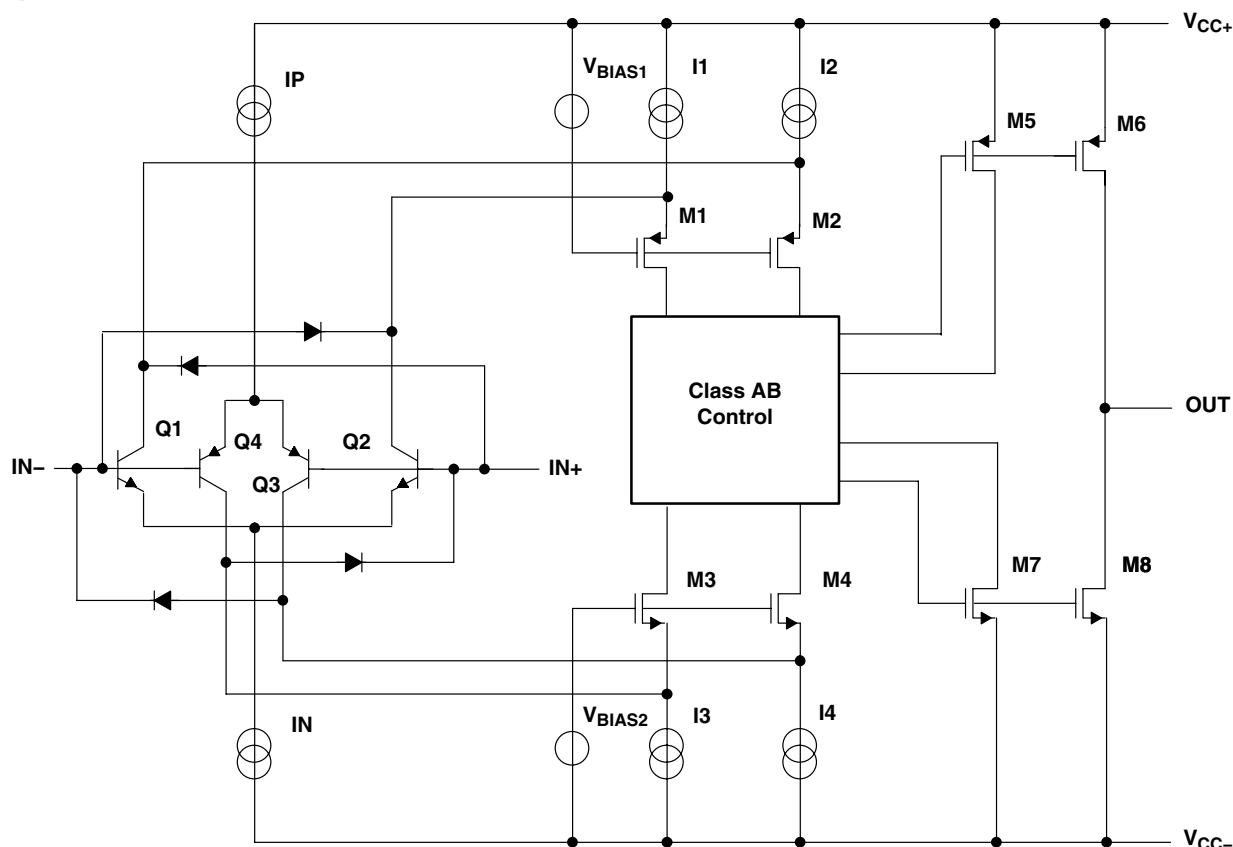 VCC+
VBIAS1
I1
I2
IP
M5
M6
M1
M2
Class AB
Control
OUT
Q1
Q4
Q2
IN−
IN+
Q3
M3
M4
M7
M8
IN
VBIAS2
I3
I4
VCC−